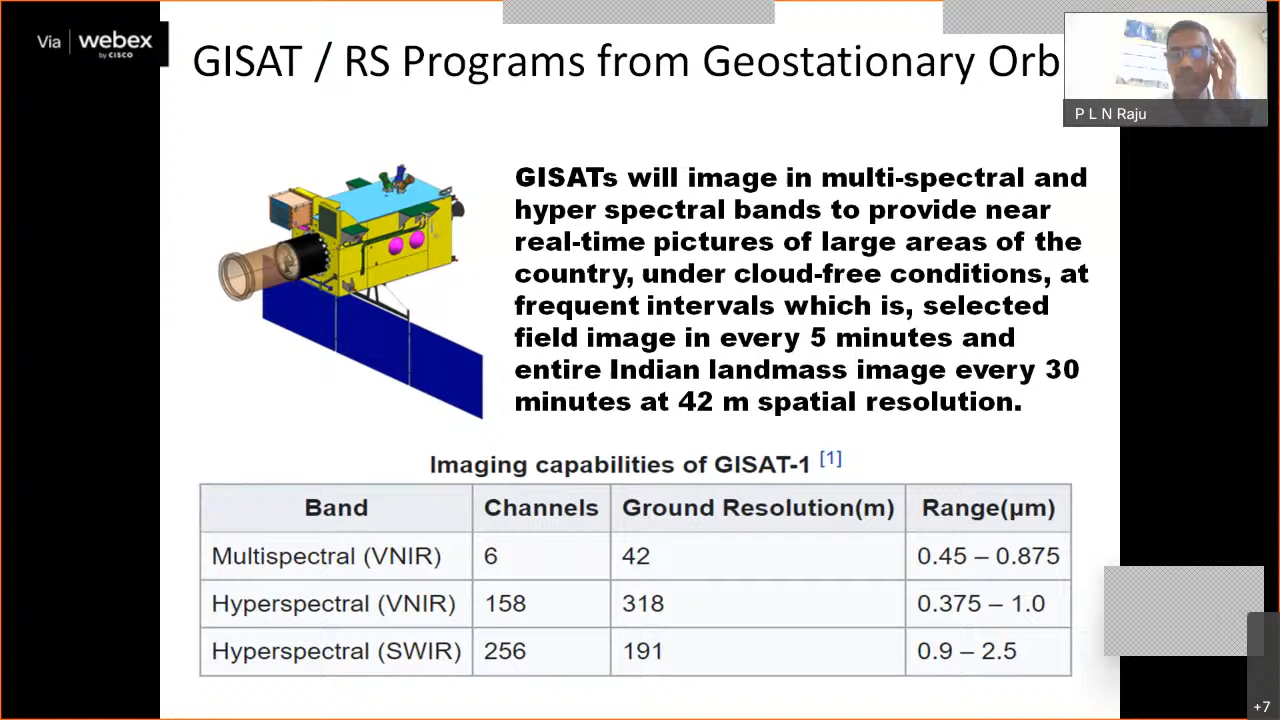 Via webex
by CISCO
GISAT / RS Programs from Geostationary Orb
P L N Raju
GISATs will image in multi-spectral and
hyper spectral bands to provide near
real-time pictures of large areas of the
country, under cloud-free conditions, at
frequent intervals which is, selected
field image in every 5 minutes and
entire Indian landmass image every 30
minutes at 42 m spatial resolution.
Imaging capabilities of GISAT-1 [1]
Band Channels Ground Resolution(m) Range(μm)
Multispectral (VNIR) 6 42 0.45 – 0.875
Hyperspectral (VNIR) 158 318 0.375 – 1.0
Hyperspectral (SWIR) 256 191 0.9 – 2.5
+7